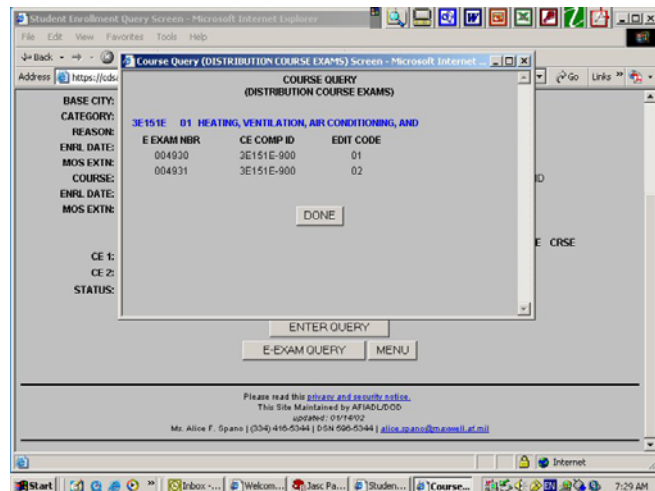 Student Enrollment Query Screen - Microsoft Internet Explorer
File Edit View Favorites Tools Help
Back
Address https://cdsa
Go Links »
Course Query (DISTRIBUTION COURSE EXAMS) Screen - Microsoft Internet ...
COURSE QUERY
(DISTRIBUTION COURSE EXAMS)
3E151E 01 HEATING, VENTILATION, AIR CONDITIONING, AND
E EXAM NBR CE COMP ID EDIT CODE
004930 3E151E-900 01
004931 3E151E-900 02
DONE
BASE CITY:
CATEGORY:
REASON:
ENRL DATE:
MOS EXTN:
COURSE: ID
ENRL DATE:
MOS EXTN:
E CRSE
CE 1:
CE 2:
STATUS:
ENTER QUERY
E-EXAM QUERY MENU
Please read this privacy and security notice.
This Site Maintained by AFIADL/DOD
updated: 01/14/02
Ms. Alice F. Spano | (334) 416-5344 | DSN 596-5344 | alice.spano@maxwell.af.mil
Internet
Start » Inbox -... Welcom... Jasc Pa... Studen... Course... 7:29 AM